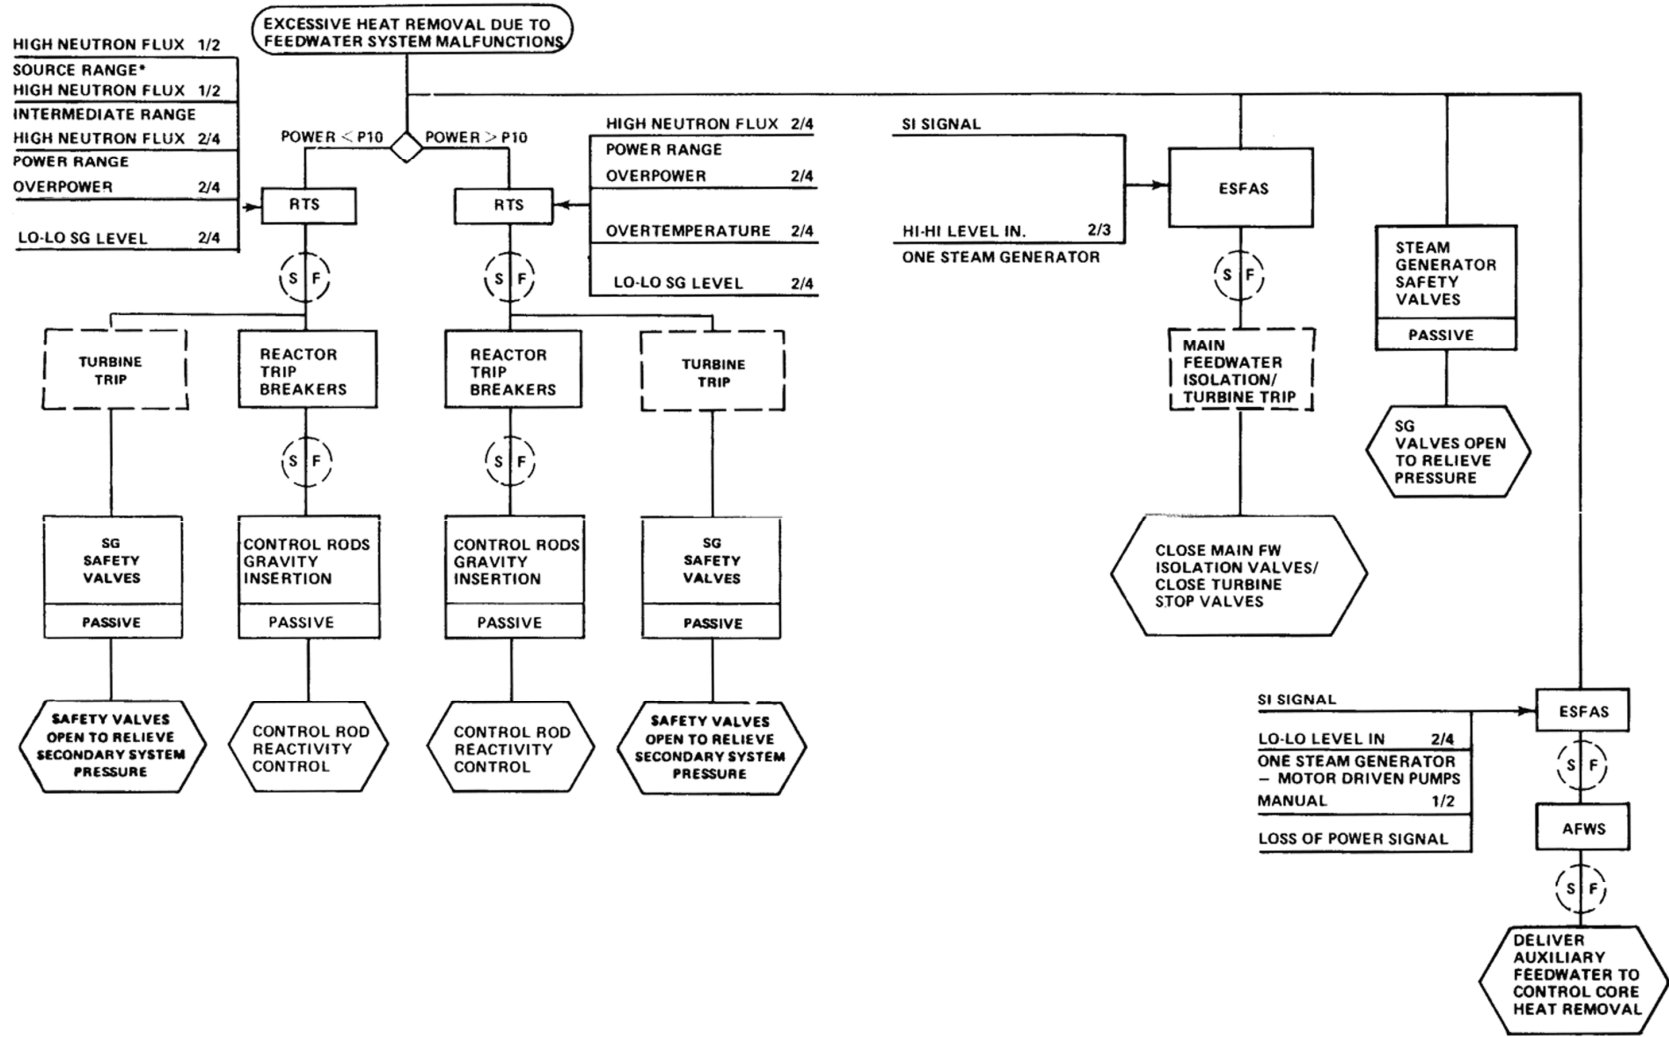 EXCESSIVE HEAT REMOVAL DUE TO
FEEDWATER SYSTEM MALFUNCTIONS
HIGH NEUTRON FLUX 1/2
SOURCE RANGE*
HIGH NEUTRON FLUX 1/2
INTERMEDIATE RANGE
HIGH NEUTRON FLUX 2/4
POWER RANGE
OVERPOWER 2/4
LO-LO SG LEVEL 2/4
POWER < P10
POWER > P10
RTS
RTS
HIGH NEUTRON FLUX 2/4
POWER RANGE
OVERPOWER 2/4
OVERTEMPERATURE 2/4
LO-LO SG LEVEL 2/4
S F
S F
TURBINE
TRIP
REACTOR
TRIP
BREAKERS
REACTOR
TRIP
BREAKERS
TURBINE
TRIP
S F
S F
SG
SAFETY
VALVES
PASSIVE
CONTROL RODS
GRAVITY
INSERTION
PASSIVE
CONTROL RODS
GRAVITY
INSERTION
PASSIVE
SG
SAFETY
VALVES
PASSIVE
SAFETY VALVES
OPEN TO RELIEVE
SECONDARY SYSTEM
PRESSURE
CONTROL ROD
REACTIVITY
CONTROL
CONTROL ROD
REACTIVITY
CONTROL
SAFETY VALVES
OPEN TO RELIEVE
SECONDARY SYSTEM
PRESSURE
SI SIGNAL
HI-HI LEVEL IN. 2/3
ONE STEAM GENERATOR
ESFAS
S F
MAIN
FEEDWATER
ISOLATION/
TURBINE TRIP
CLOSE MAIN FW
ISOLATION VALVES/
CLOSE TURBINE
STOP VALVES
STEAM
GENERATOR
SAFETY
VALVES
PASSIVE
SG
VALVES OPEN
TO RELIEVE
PRESSURE
SI SIGNAL
LO-LO LEVEL IN 2/4
ONE STEAM GENERATOR
– MOTOR DRIVEN PUMPS
MANUAL 1/2
LOSS OF POWER SIGNAL
ESFAS
S F
AFWS
S F
DELIVER
AUXILIARY
FEEDWATER TO
CONTROL CORE
HEAT REMOVAL